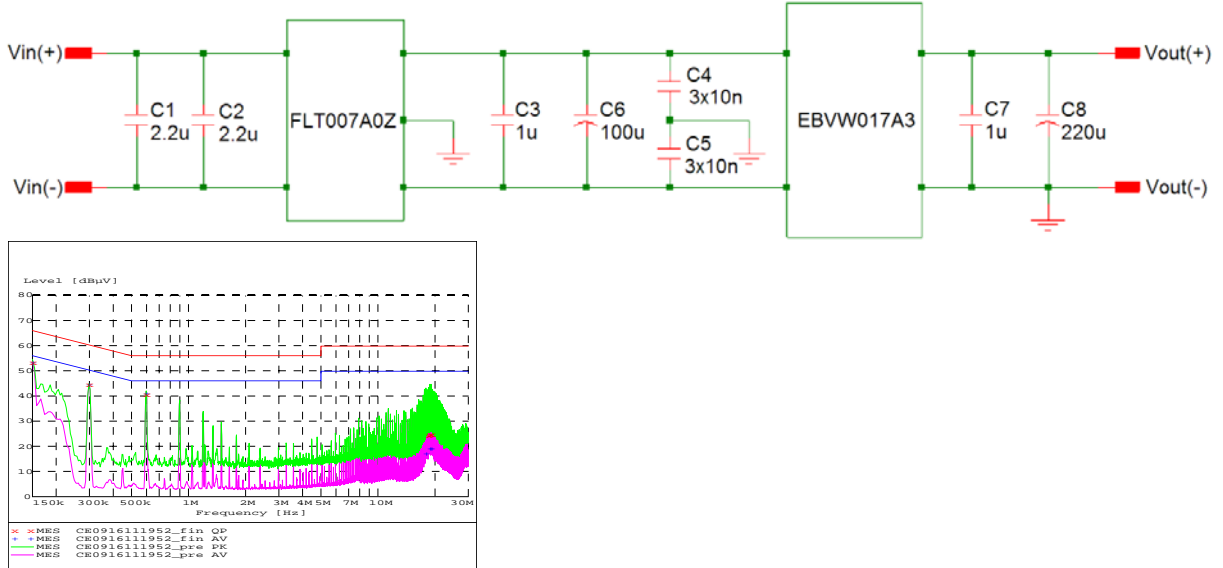 Vin(+)
C1
2.2u
C2
2.2u
FLT007A0Z
C3
1u
C6
100u
C4
3x10n
C5
3x10n
EBVW017A3
C7
1u
C8
220u
Vout(+)
Vin(-)
Vout(-)
Level [dBµV]
80
70
60
50
40
30
20
10
0
150k 300k 500k 1M 2M 3M 4M 5M 7M 10M 30M
Frequency [Hz]
× ×MES CE0916111952_fin QP
+ +MES CE0916111952_fin AV
MES CE0916111952_pre PK
MES CE0916111952_pre AV